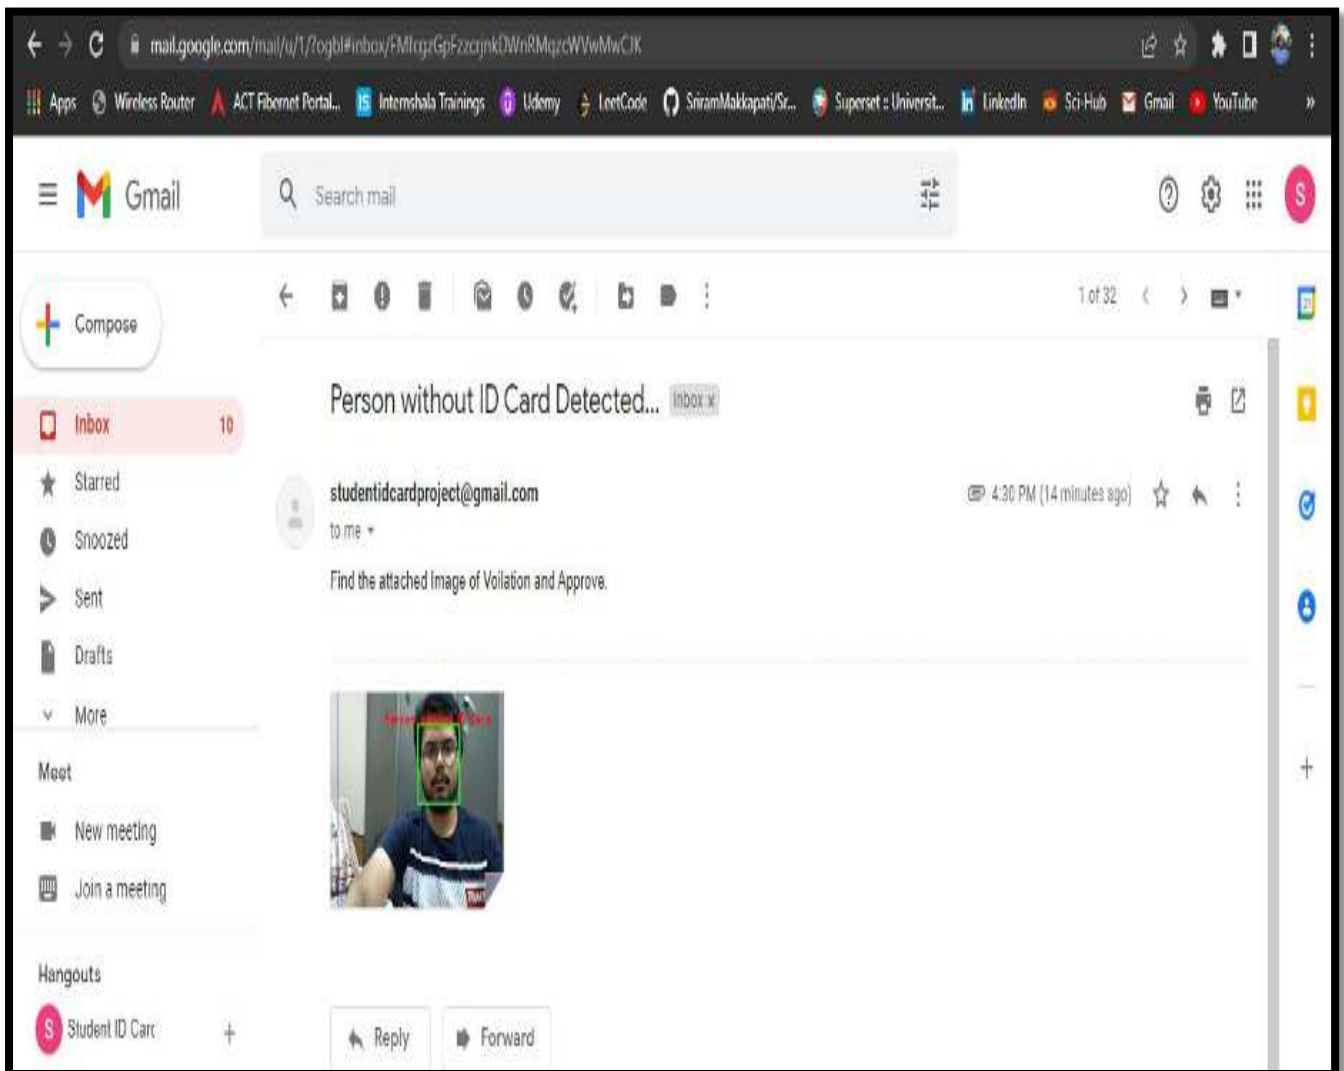 mail.google.com/mail/u/1/?ogbl#inbox/FMfcgzGpFzzcrjnkDWnRMqzcWVwMwCJK
Apps Wireless Router ACT Fibernet Portal... Internshala Trainings Udemy LeetCode SriramMakkapati/Sr... Superset :: Universit... LinkedIn Sci-Hub Gmail YouTube »
Gmail
Search mail
S
Compose
1 of 32
Person without ID Card Detected... Inbox x
Inbox 10
Starred
Snoozed
Sent
Drafts
More
studentidcardproject@gmail.com
4:30 PM (14 minutes ago)
to me
Find the attached Image of Voilation and Approve.
Person without ID Card
Meet
New meeting
Join a meeting
Hangouts
S Student ID Carc
Reply
Forward